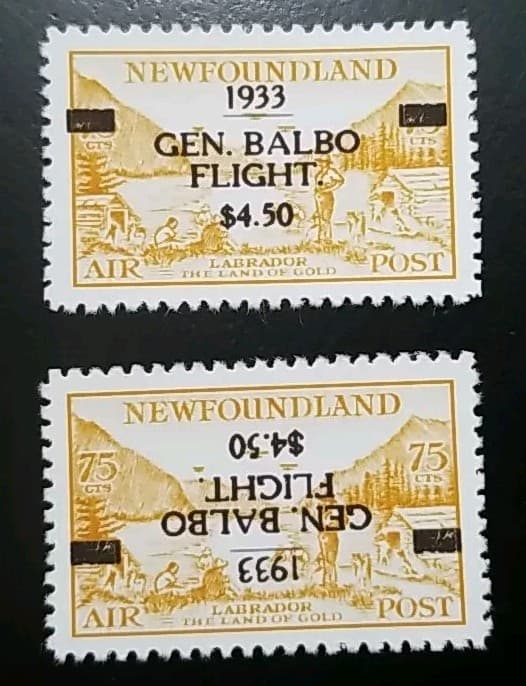 NEWFOUNDLAND
1933
75
CTS
GEN. BALBO
FLIGHT.
$4.50
LABRADOR
AIR POST
THE LAND OF GOLD
NEWFOUNDLAND
$4.50
75 75
CTS CTS
FLIGHT.
GEN. BALBO
1933
LABRADOR
AIR POST
THE LAND OF GOLD